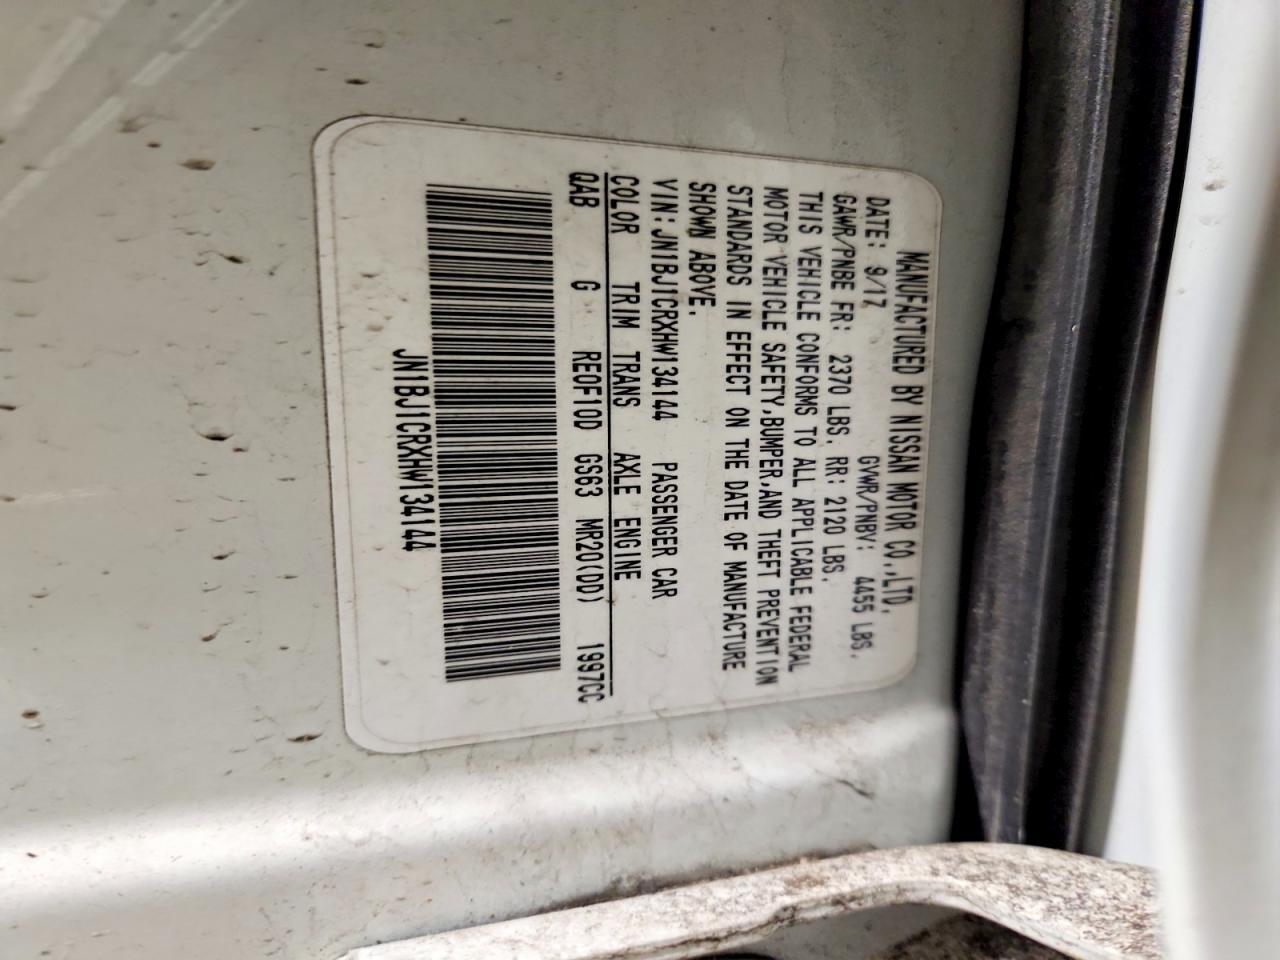 MANUFACTURED BY NISSAN MOTOR CO.,LTD.
DATE: 9/17 GVWR/PNBV: 4455 LBS.
GAWR/PNBE FR: 2370 LBS. RR: 2120 LBS.
THIS VEHICLE CONFORMS TO ALL APPLICABLE FEDERAL
MOTOR VEHICLE SAFETY,BUMPER,AND THEFT PREVENTION
STANDARDS IN EFFECT ON THE DATE OF MANUFACTURE
SHOWN ABOVE.
VIN:JN1BJ1CRXHW134144 PASSENGER CAR
COLOR TRIM TRANS AXLE ENGINE
QAB G RE0F10D GS63 MR20(DD) 1997CC
JN1BJ1CRXHW134144